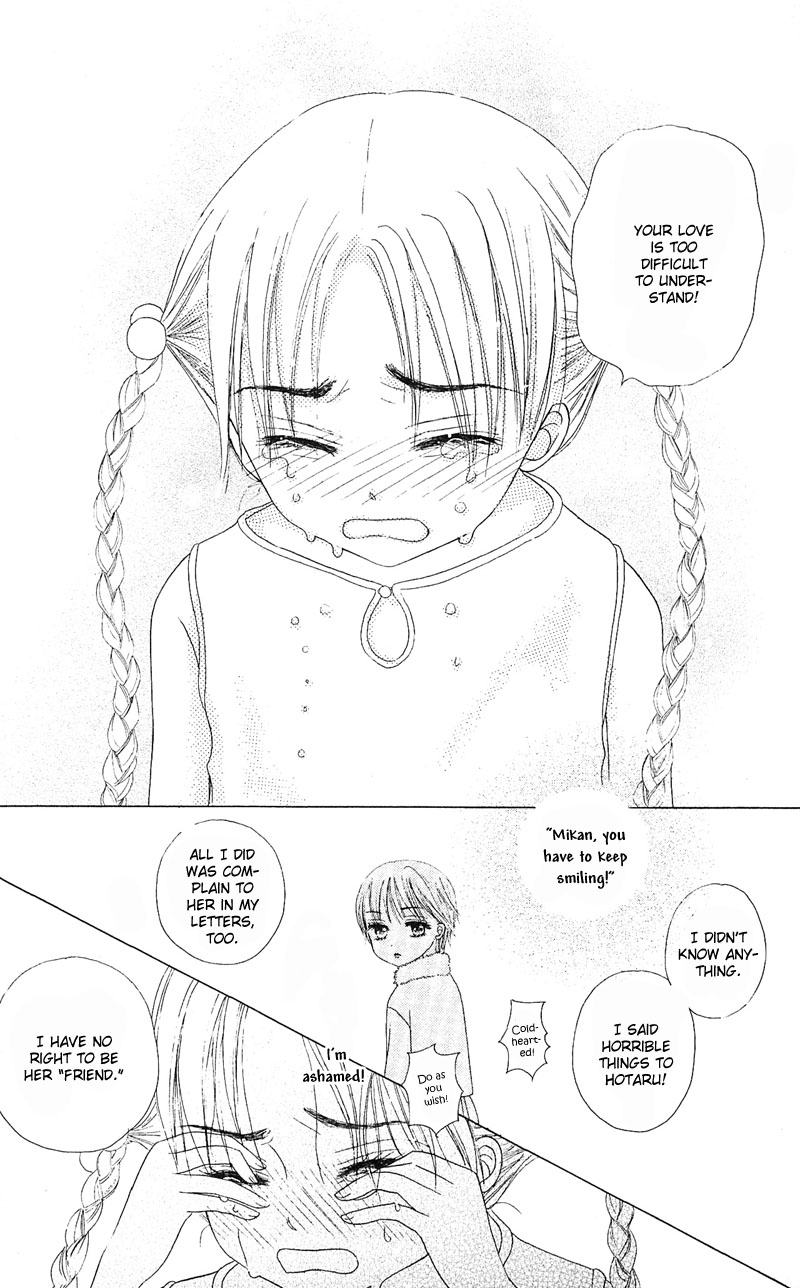 YOUR LOVE
IS TOO
DIFFICULT
TO UNDER-
STAND!
"Mikan, you
have to keep
smiling!"
I DIDN'T
KNOW ANY-
THING.
I SAID
HORRIBLE
THINGS TO
HOTARU!
Cold-
heart-
ed!
Do as
you
wish!
ALL I DID
WAS COM-
PLAIN TO
HER IN MY
LETTERS,
TOO.
I'm
ashamed!
I HAVE NO
RIGHT TO BE
HER "FRIEND."